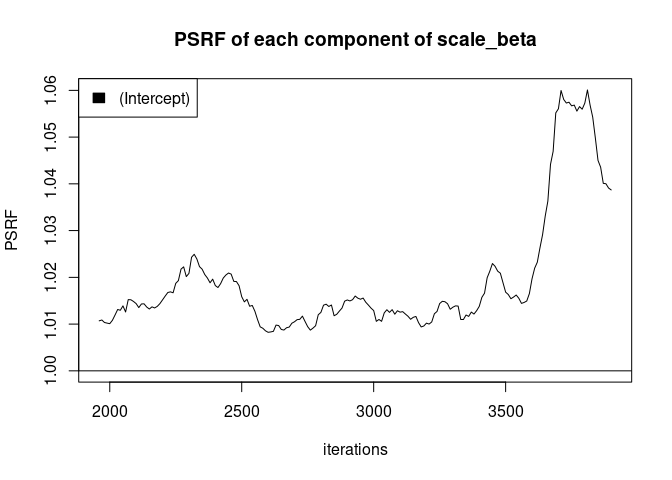 PSRF of each component of scale_beta
(Intercept)
PSRF
1.06
1.05
1.04
1.03
1.02
1.01
1.00
2000 2500 3000 3500
iterations